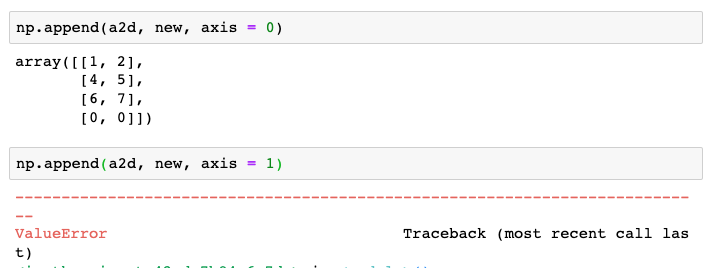 np.append(a2d, new, axis = 0)
array([[1, 2],
       [4, 5],
       [6, 7],
       [0, 0]])
np.append(a2d, new, axis = 1)
---------------------------------------------------------------------------
ValueError                                Traceback (most recent call las
t)